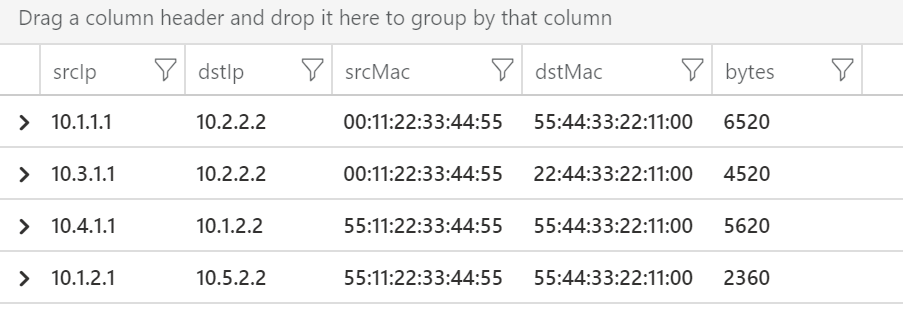 Drag a column header and drop it here to group by that column
srcIp dstIp srcMac dstMac bytes
10.1.1.1 10.2.2.2 00:11:22:33:44:55 55:44:33:22:11:00 6520
10.3.1.1 10.2.2.2 00:11:22:33:44:55 22:44:33:22:11:00 4520
10.4.1.1 10.1.2.2 55:11:22:33:44:55 55:44:33:22:11:00 5620
10.1.2.1 10.5.2.2 55:11:22:33:44:55 55:44:33:22:11:00 2360